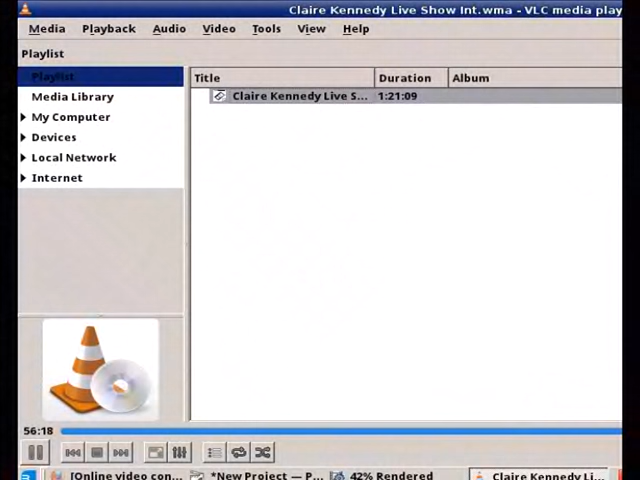 Claire Kennedy Live Show Int.wma - VLC media play
Media Playback Audio Video Tools View Help
Playlist
Playlist
Media Library
My Computer
Devices
Local Network
Internet
Title Duration Album
Claire Kennedy Live S... 1:21:09
56:18
[Online video con... *New Project — P... 42% Rendered Claire Kennedy Li...